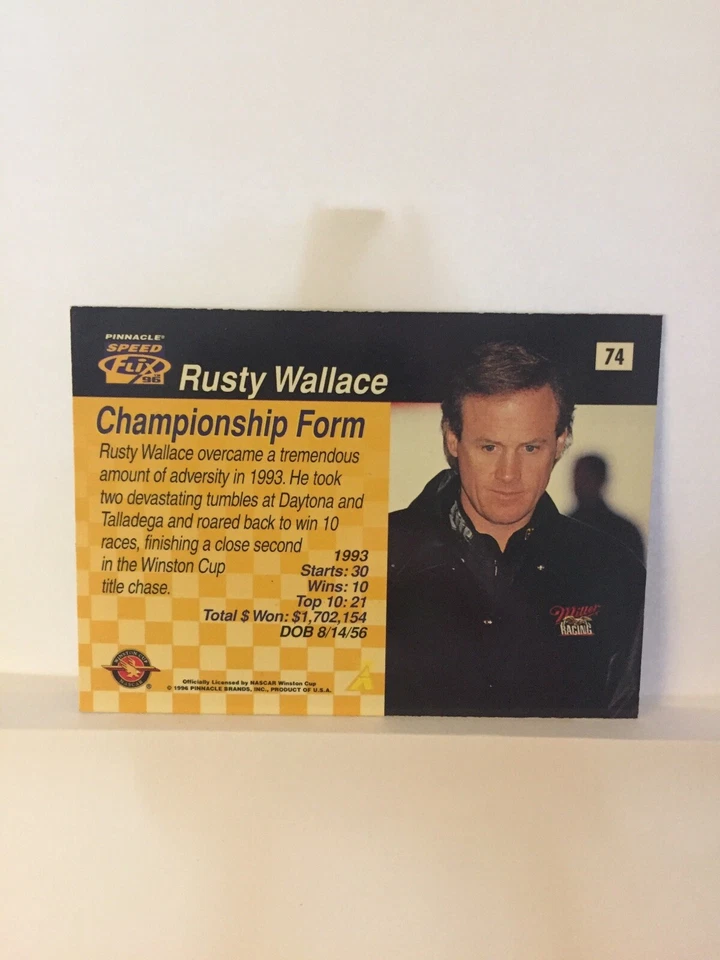 PINNACLE®
SPEED
FLIX
96
Rusty Wallace
74
Championship Form
Rusty Wallace overcame a tremendous
amount of adversity in 1993. He took
two devastating tumbles at Daytona and
Talladega and roared back to win 10
races, finishing a close second
in the Winston Cup
title chase.
1993
Starts: 30
Wins: 10
Top 10: 21
Total $ Won: $1,702,154
DOB 8/14/56
Miller
RACING
WINSTON CUP
NASCAR
®
Officially Licensed by NASCAR Winston Cup
© 1996 PINNACLE BRANDS, INC., PRODUCT OF U.S.A.